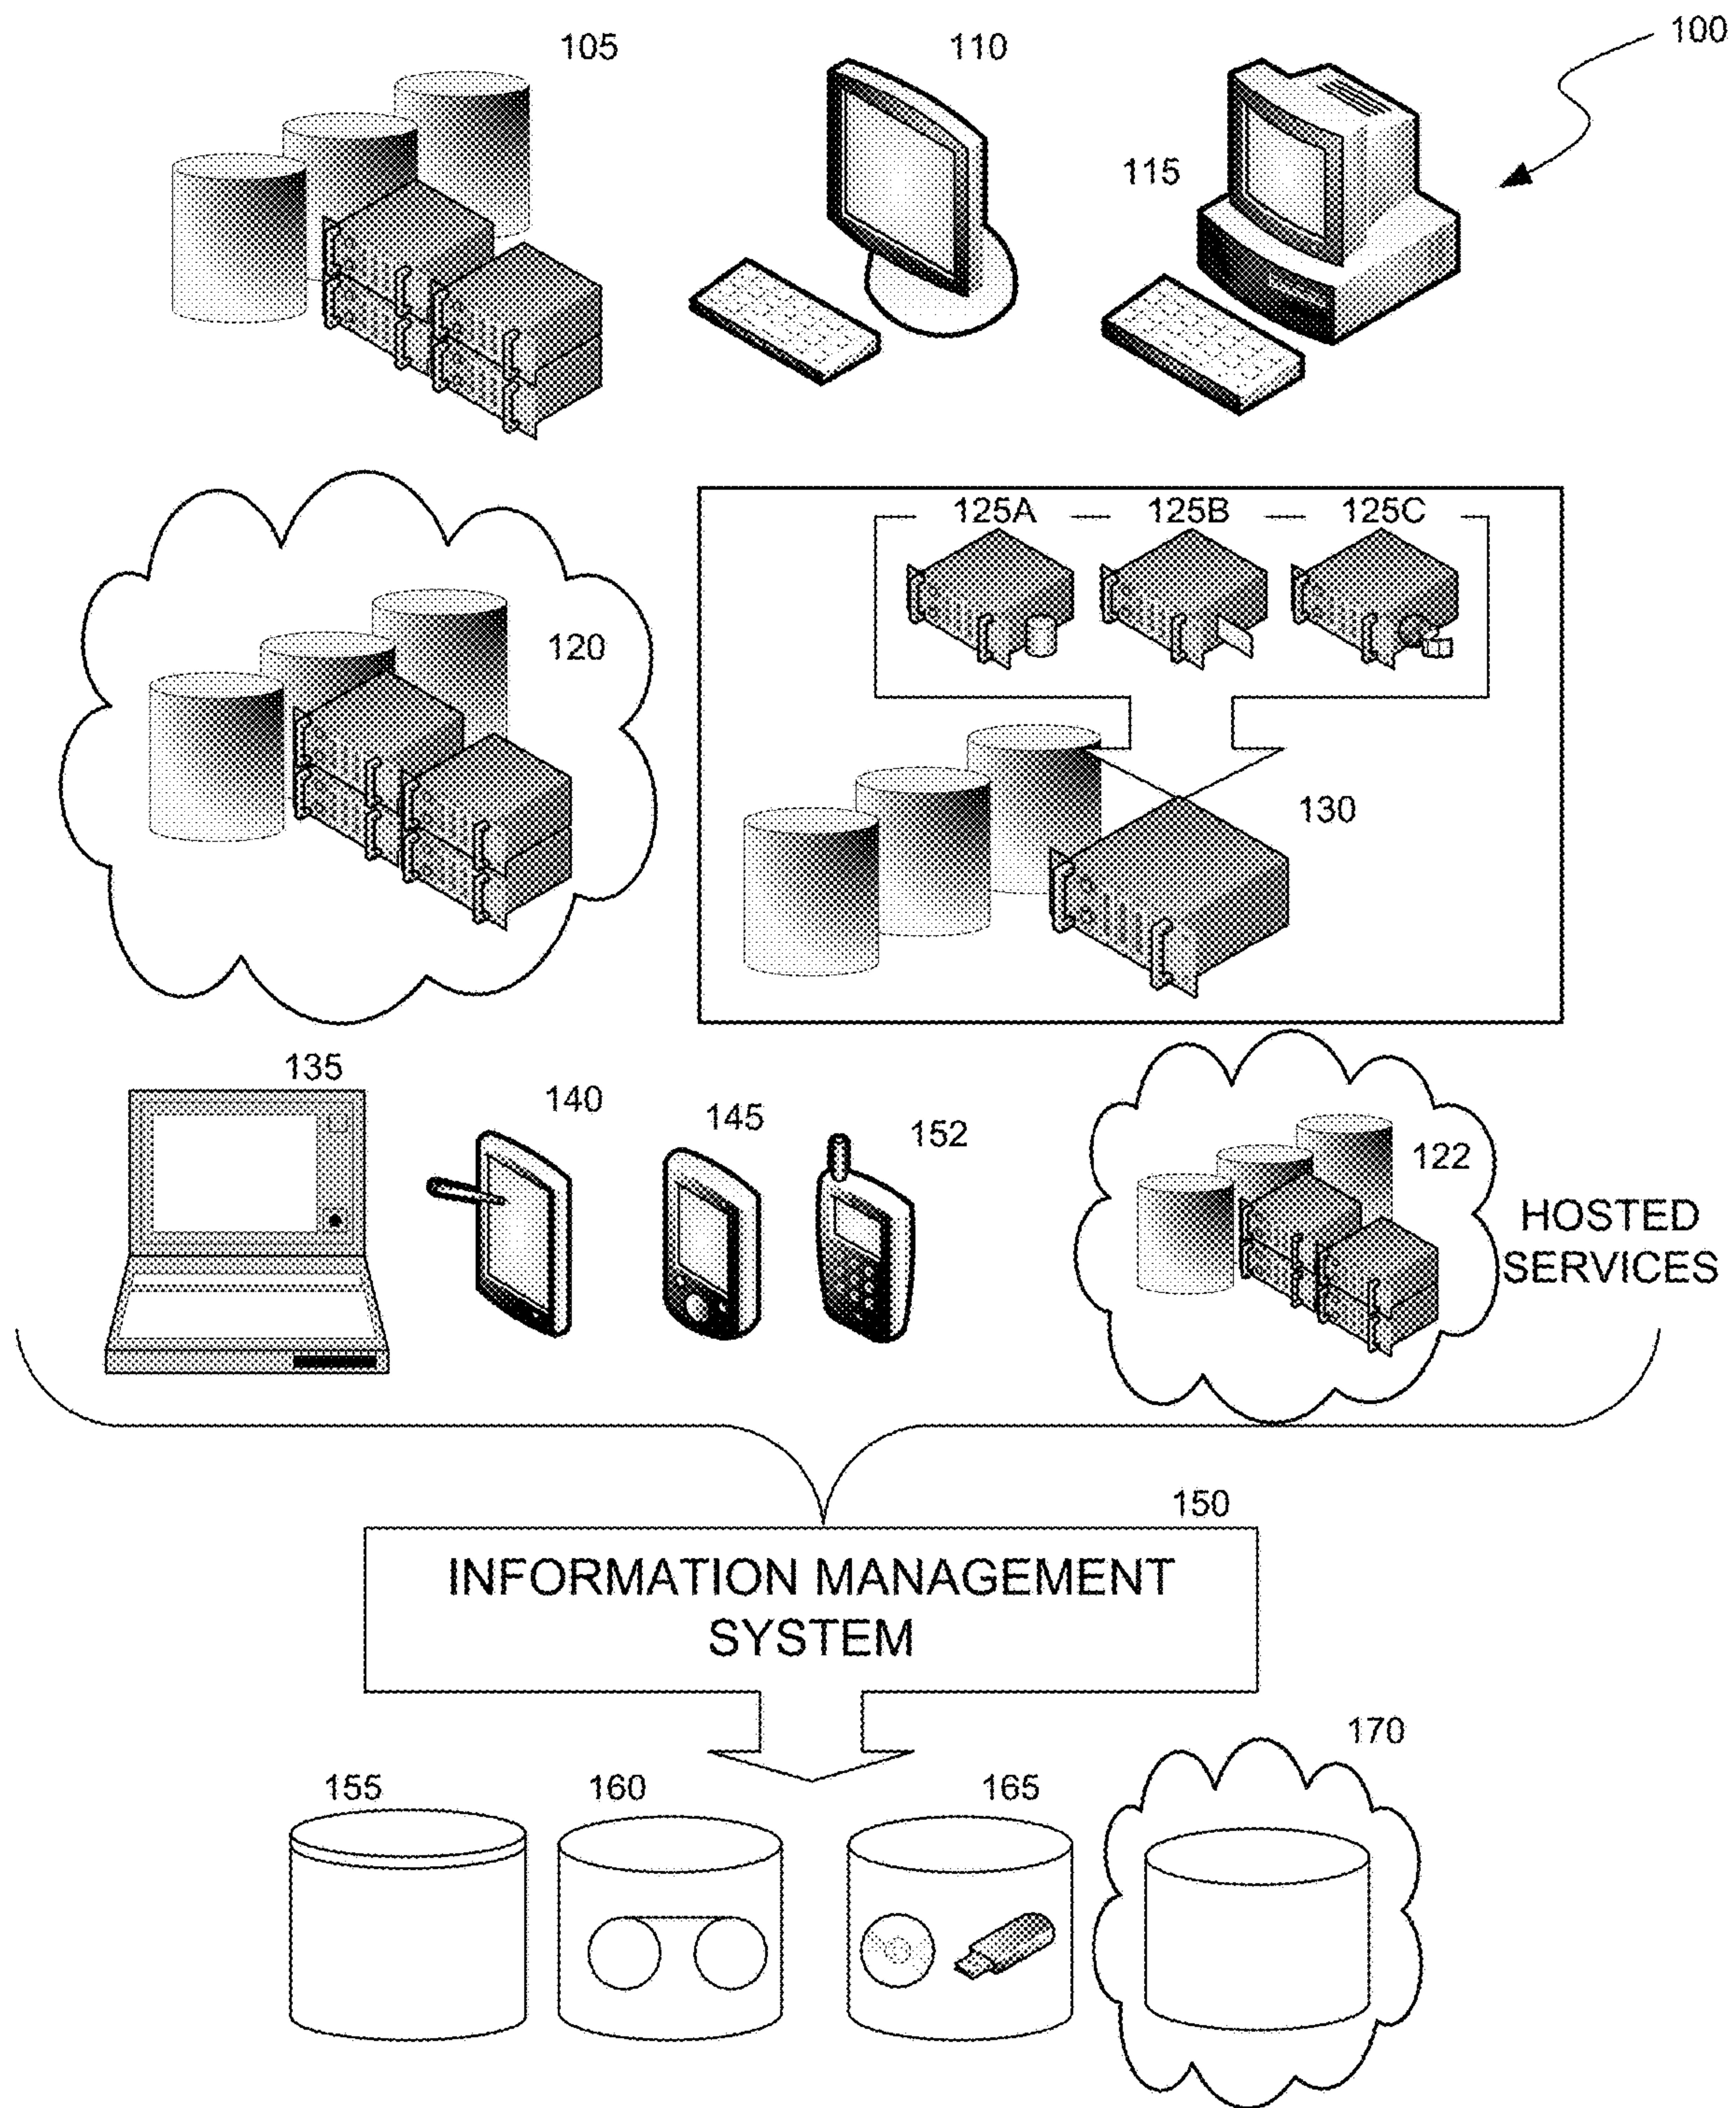 105
110
100
115
125A
125B
125C
120
130
135
140
145
152
122
HOSTED
SERVICES
150
INFORMATION MANAGEMENT
SYSTEM
170
155
160
165